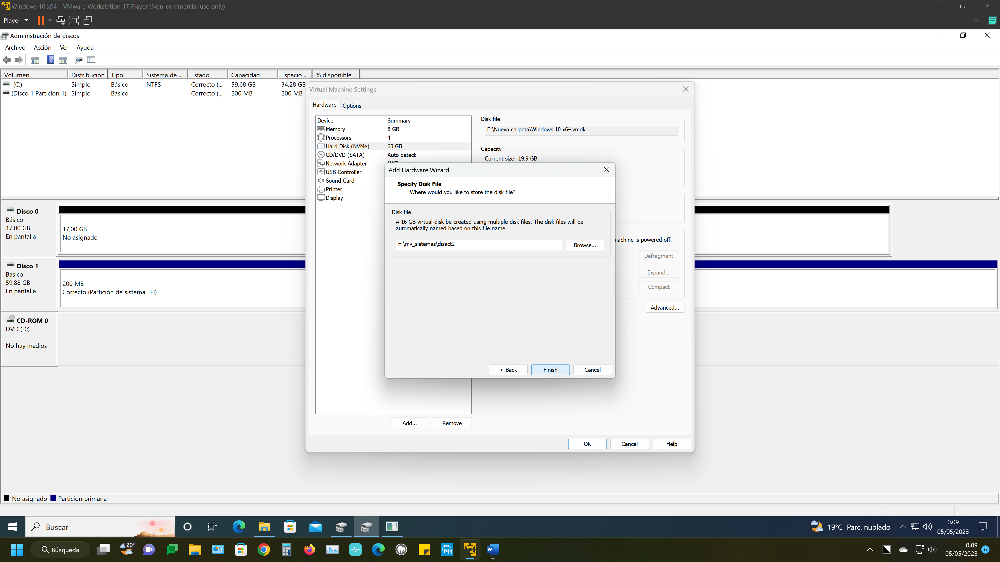 Windows 10 x64 - VMware Workstation 17 Player (Non-commercial use only)
Player
Administración de discos
Archivo Acción Ver Ayuda
Volumen Distribución Tipo Sistema de ... Estado Capacidad Espacio ... % disponible
(C:) Simple Básico NTFS Correcto (... 59,68 GB 34,28 GB
(Disco 1 Partición 1) Simple Básico Correcto (... 200 MB 200 MB
Virtual Machine Settings
Hardware Options
Device Summary
Memory 8 GB
Processors 4
Hard Disk (NVMe) 60 GB
CD/DVD (SATA) Auto detect
Network Adapter NAT
USB Controller
Sound Card
Printer
Display
Disk file
F:\Nueva carpeta\Windows 10 x64.vmdk
Capacity
Current size: 19.9 GB
Add Hardware Wizard
Specify Disk File
Where would you like to store the disk file?
Disk file
A 16 GB virtual disk be created using multiple disk files. The disk files will be
automatically named based on this file name.
F:\mv_sistemas\disact2
Browse...
< Back Finish Cancel
machine is powered off.
Defragment
Expand...
Compact
Advanced...
Add... Remove
OK Cancel Help
Disco 0
Básico
17,00 GB
En pantalla
17,00 GB
No asignado
Disco 1
Básico
59,88 GB
En pantalla
200 MB
Correcto (Partición de sistema EFI)
CD-ROM 0
DVD (D:)
No hay medios
No asignado Partición primaria
Buscar
19°C Parc. nublado
0:09
05/05/2023
20°
Búsqueda
W
0:09
05/05/2023
6